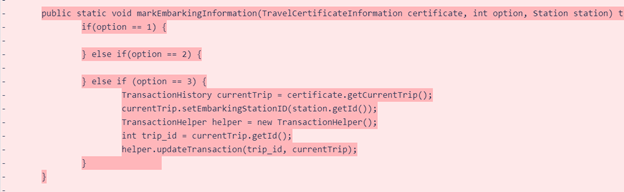 - public static void markEmbarkingInformation(TravelCertificateInformation certificate, int option, Station station) t
- if(option == 1) {
-
- } else if(option == 2) {
-
- } else if (option == 3) {
- TransactionHistory currentTrip = certificate.getCurrentTrip();
- currentTrip.setEmbarkingStationID(station.getId());
- TransactionHelper helper = new TransactionHelper();
- int trip_id = currentTrip.getId();
- helper.updateTransaction(trip_id, currentTrip);
- }
- }